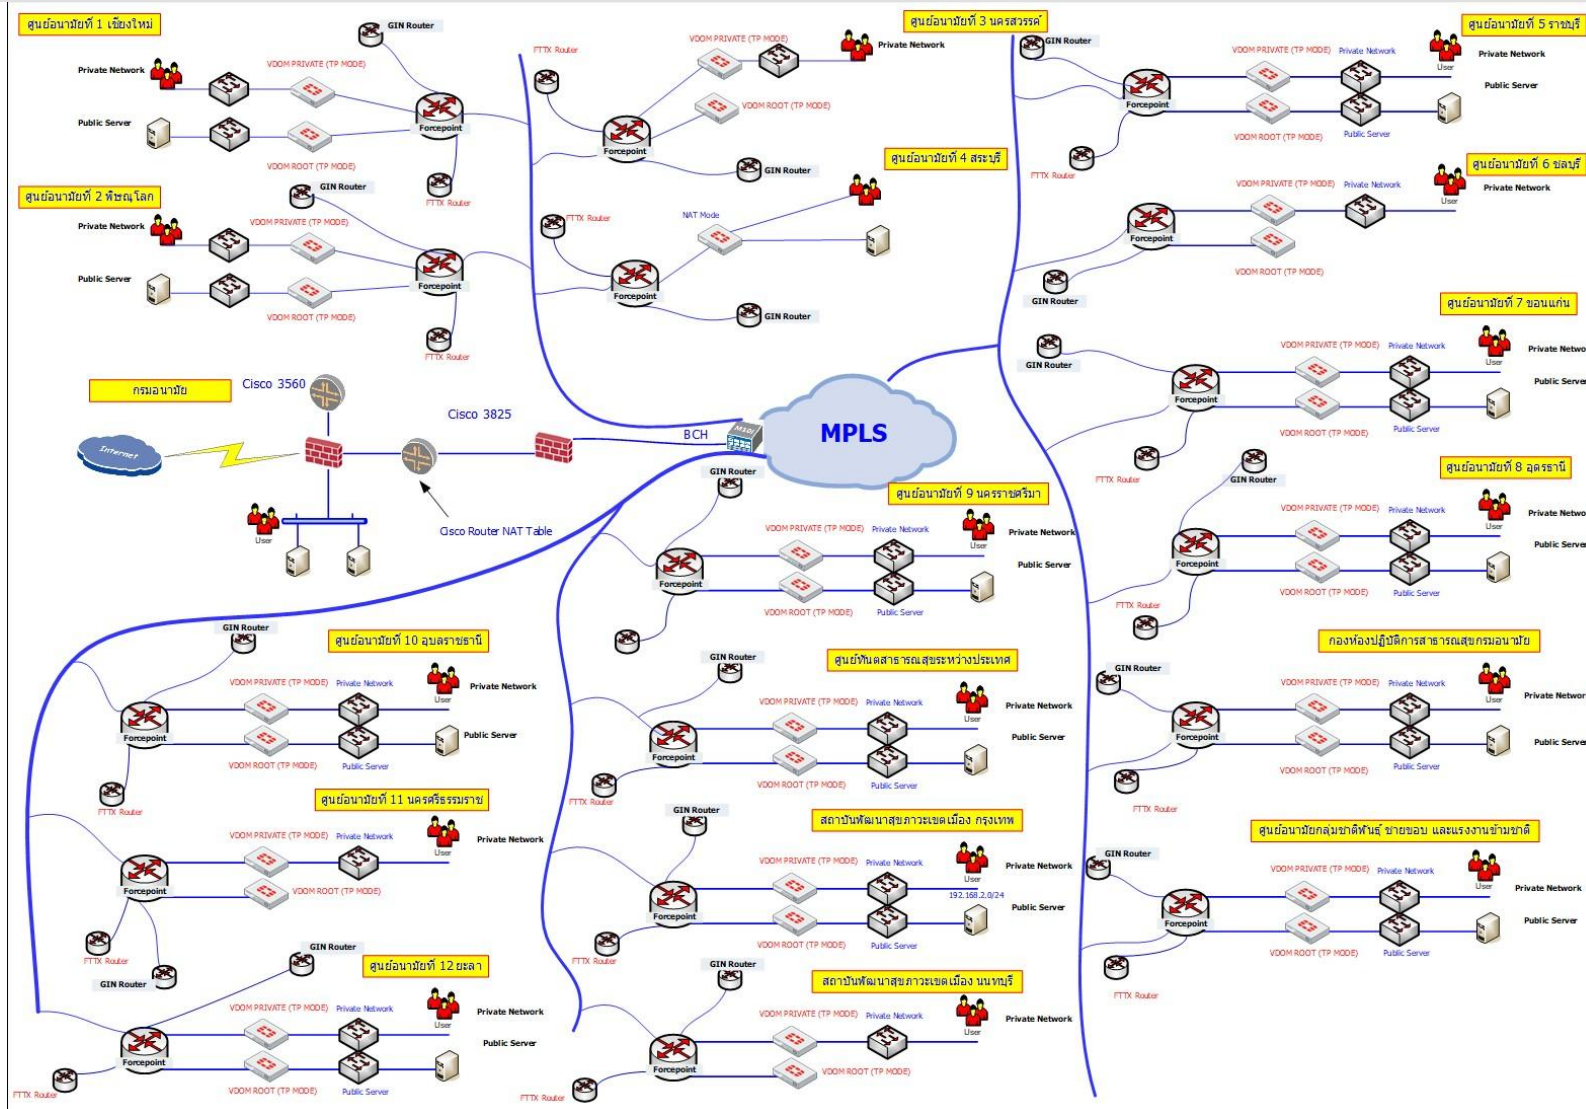 ศูนย์อนามัยที่ 1 เชียงใหม่
GIN Router
Private Network
VDOM PRIVATE (TP MODE)
Forcepoint
Public Server
VDOM ROOT (TP MODE)
FTTX Router
ศูนย์อนามัยที่ 2 พิษณุโลก
GIN Router
VDOM PRIVATE (TP MODE)
Private Network
Public Server
Forcepoint
VDOM ROOT (TP MODE)
FTTX Router
ศูนย์อนามัยที่ 3 นครสวรรค์
FTTX Router
VDOM PRIVATE (TP MODE)
Private Network
VDOM ROOT (TP MODE)
Forcepoint
GIN Router
ศูนย์อนามัยที่ 4 สระบุรี
FTTX Router
NAT Mode
Forcepoint
GIN Router
ศูนย์อนามัยที่ 5 ราชบุรี
GIN Router
VDOM PRIVATE (TP MODE)
Private Network
User
Private Network
Public Server
Forcepoint
VDOM ROOT (TP MODE)
Public Server
FTTX Router
ศูนย์อนามัยที่ 6 ชลบุรี
VDOM PRIVATE (TP MODE)
Private Network
User
Private Network
Forcepoint
VDOM ROOT (TP MODE)
GIN Router
ศูนย์อนามัยที่ 7 ขอนแก่น
GIN Router
VDOM PRIVATE (TP MODE)
Private Network
User
Private Netwo
Public Server
Forcepoint
VDOM ROOT (TP MODE)
Public Server
FTTX Router
ศูนย์อนามัยที่ 8 อุดรธานี
GIN Router
VDOM PRIVATE (TP MODE)
Private Network
User
Private Netwo
Public Server
Forcepoint
VDOM ROOT (TP MODE)
Public Server
FTTX Router
กองห้องปฏิบัติการสาธารณสุขกรมอนามัย
GIN Router
VDOM PRIVATE (TP MODE)
Private Network
User
Private Networ
Public Server
Forcepoint
VDOM ROOT (TP MODE)
Public Server
FTTX Router
ศูนย์อนามัยกลุ่มชาติพันธุ์ ชายขอบ และแรงงานข้ามชาติ
GIN Router
VDOM PRIVATE (TP MODE)
Private Network
User
Private Network
Public Server
Forcepoint
VDOM ROOT (TP MODE)
Public Server
FTTX Router
กรมอนามัย
Cisco 3560
Cisco 3825
Internet
BCH
M10i
MPLS
User
Cisco Router NAT Table
ศูนย์อนามัยที่ 9 นครราชสีมา
GIN Router
VDOM PRIVATE (TP MODE)
Private Network
User
Private Network
Public Server
Forcepoint
VDOM ROOT (TP MODE)
Public Server
ศูนย์ทันตสาธารณสุขระหว่างประเทศ
GIN Router
VDOM PRIVATE (TP MODE)
Private Network
User
Private Network
Public Server
Forcepoint
VDOM ROOT (TP MODE)
Public Server
FTTX Router
สถาบันพัฒนาสุขภาวะเขตเมือง กรุงเทพ
GIN Router
VDOM PRIVATE (TP MODE)
Private Network
User
Private Network
192.168.2.0/24
Public Server
Forcepoint
VDOM ROOT (TP MODE)
Public Server
FTTX Router
สถาบันพัฒนาสุขภาวะเขตเมือง นนทบุรี
GIN Router
VDOM PRIVATE (TP MODE)
Private Network
User
Private Network
Forcepoint
VDOM ROOT (TP MODE)
FTTX Router
ศูนย์อนามัยที่ 10 อุบลราชธานี
GIN Router
VDOM PRIVATE (TP MODE)
Private Network
User
Private Network
Public Server
Forcepoint
VDOM ROOT (TP MODE)
Public Server
FTTX Router
ศูนย์อนามัยที่ 11 นครศรีธรรมราช
VDOM PRIVATE (TP MODE)
Private Network
User
Private Network
Forcepoint
VDOM ROOT (TP MODE)
FTTX Router
GIN Router
ศูนย์อนามัยที่ 12 ยะลา
GIN Router
VDOM PRIVATE (TP MODE)
Private Network
User
Private Network
Public Server
Forcepoint
VDOM ROOT (TP MODE)
Public Server
FTTX Router